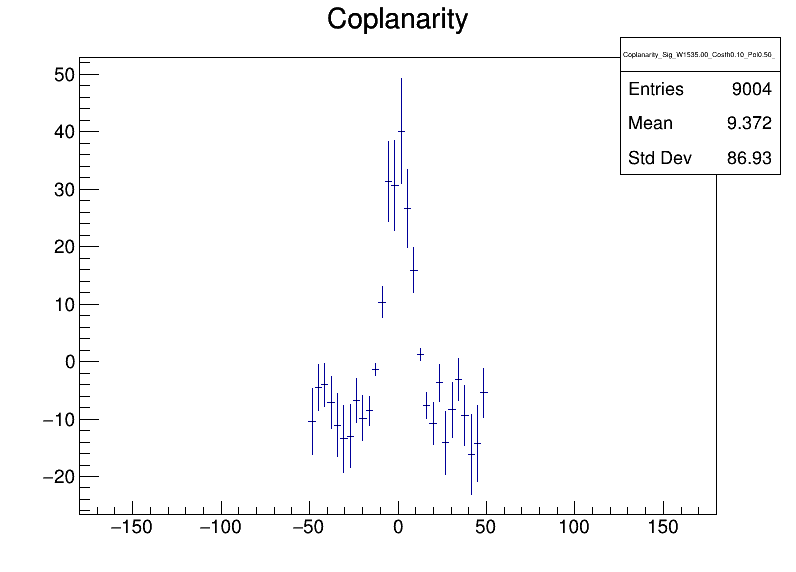 Coplanarity
Coplanarity_Sig_W1535.00_Costh0.10_Pol0.50_
Entries 9004
Mean 9.372
Std Dev 86.93
50
40
30
20
10
0
−10
−20
−150 −100 −50 0 50 100 150